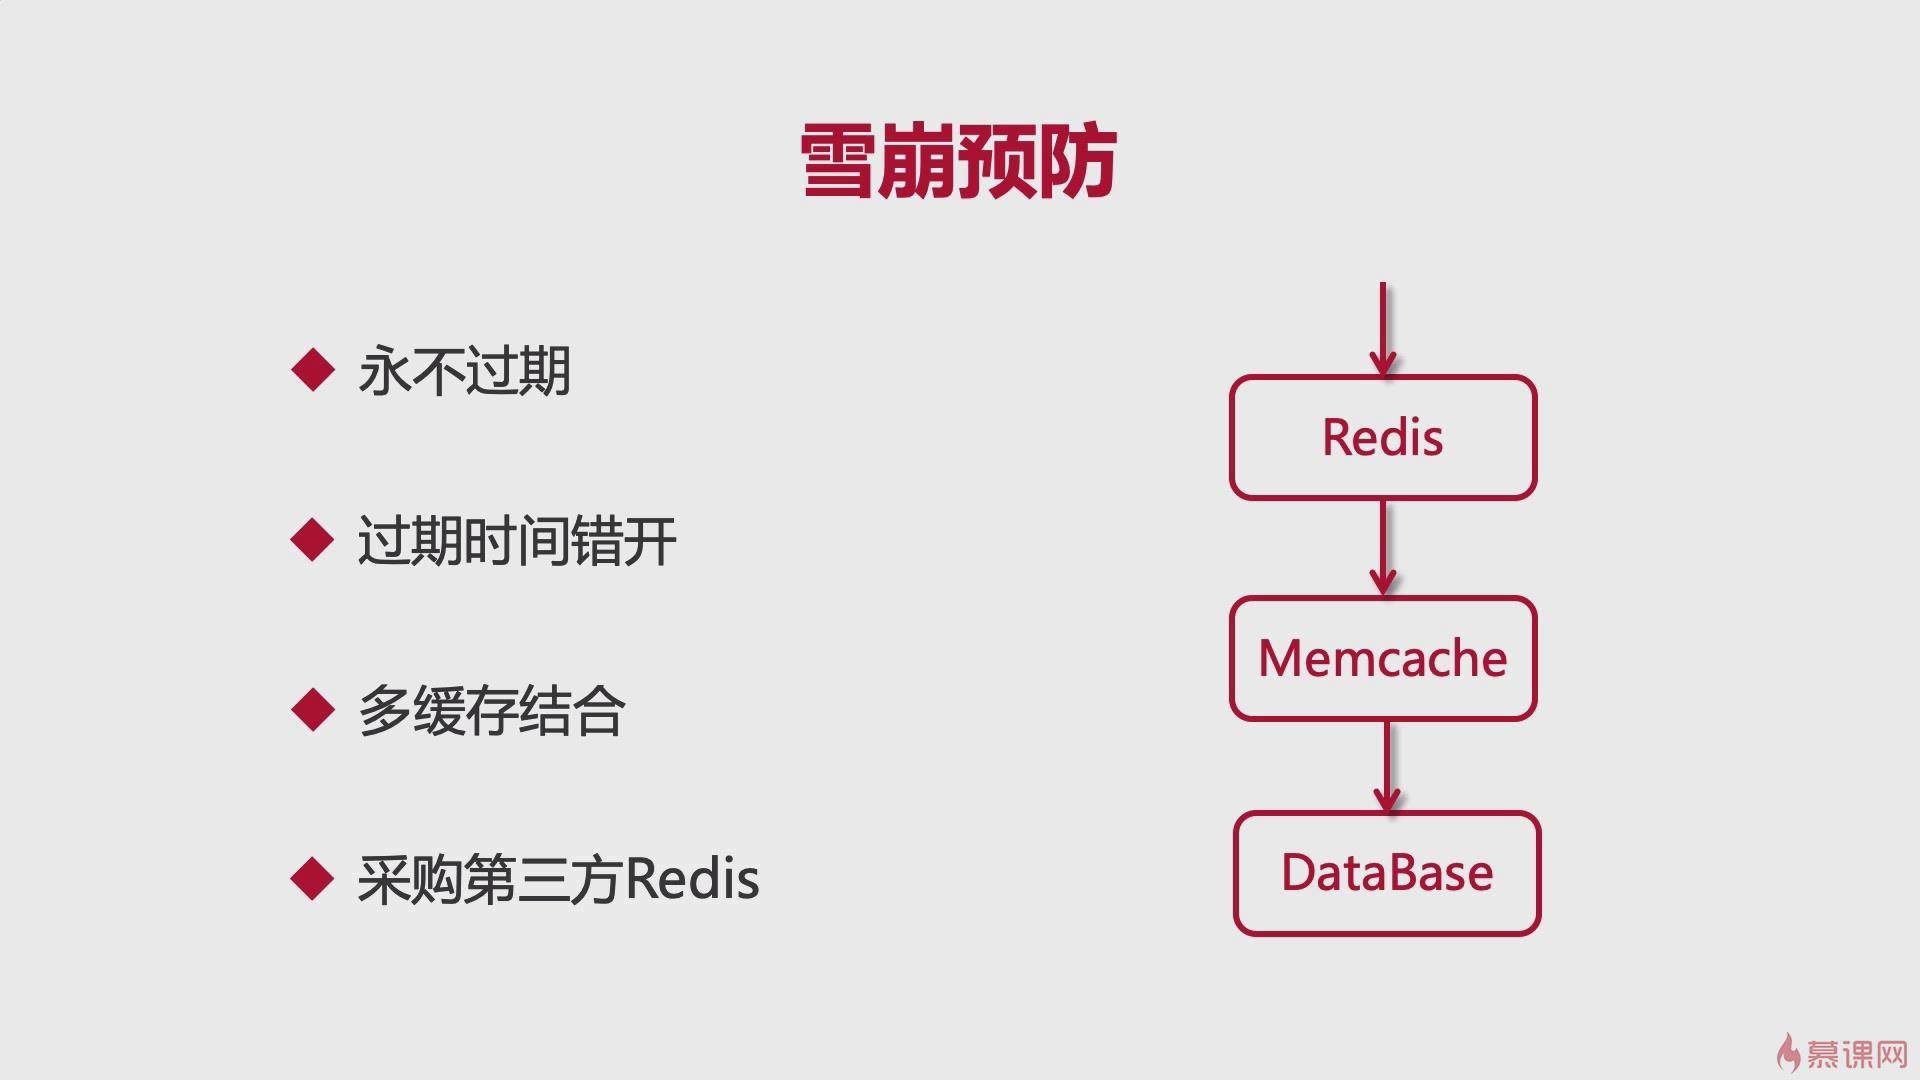 雪崩预防
永不过期
过期时间错开
多缓存结合
采购第三方Redis
Redis
Memcache
DataBase
慕课网